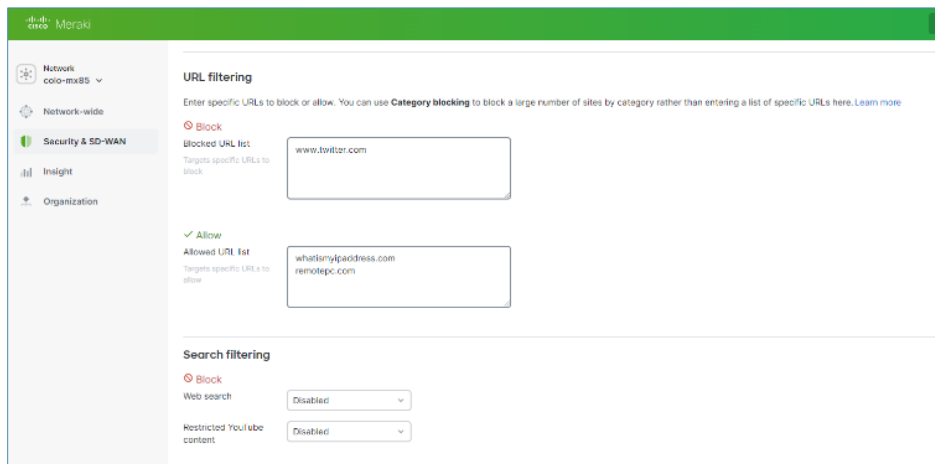 cisco Meraki
Network
colo-mx85
Network-wide
Security & SD-WAN
Insight
Organization
URL filtering
Enter specific URLs to block or allow. You can use Category blocking to block a large number of sites by category rather than entering a list of specific URLs here. Learn more
Block
Blocked URL list
Targets specific URLs to
block
www.twitter.com
Allow
Allowed URL list
Targets specific URLs to
allow
whatismyipaddress.com
remotepc.com
Search filtering
Block
Web search
Disabled
Restricted YouTube
content
Disabled